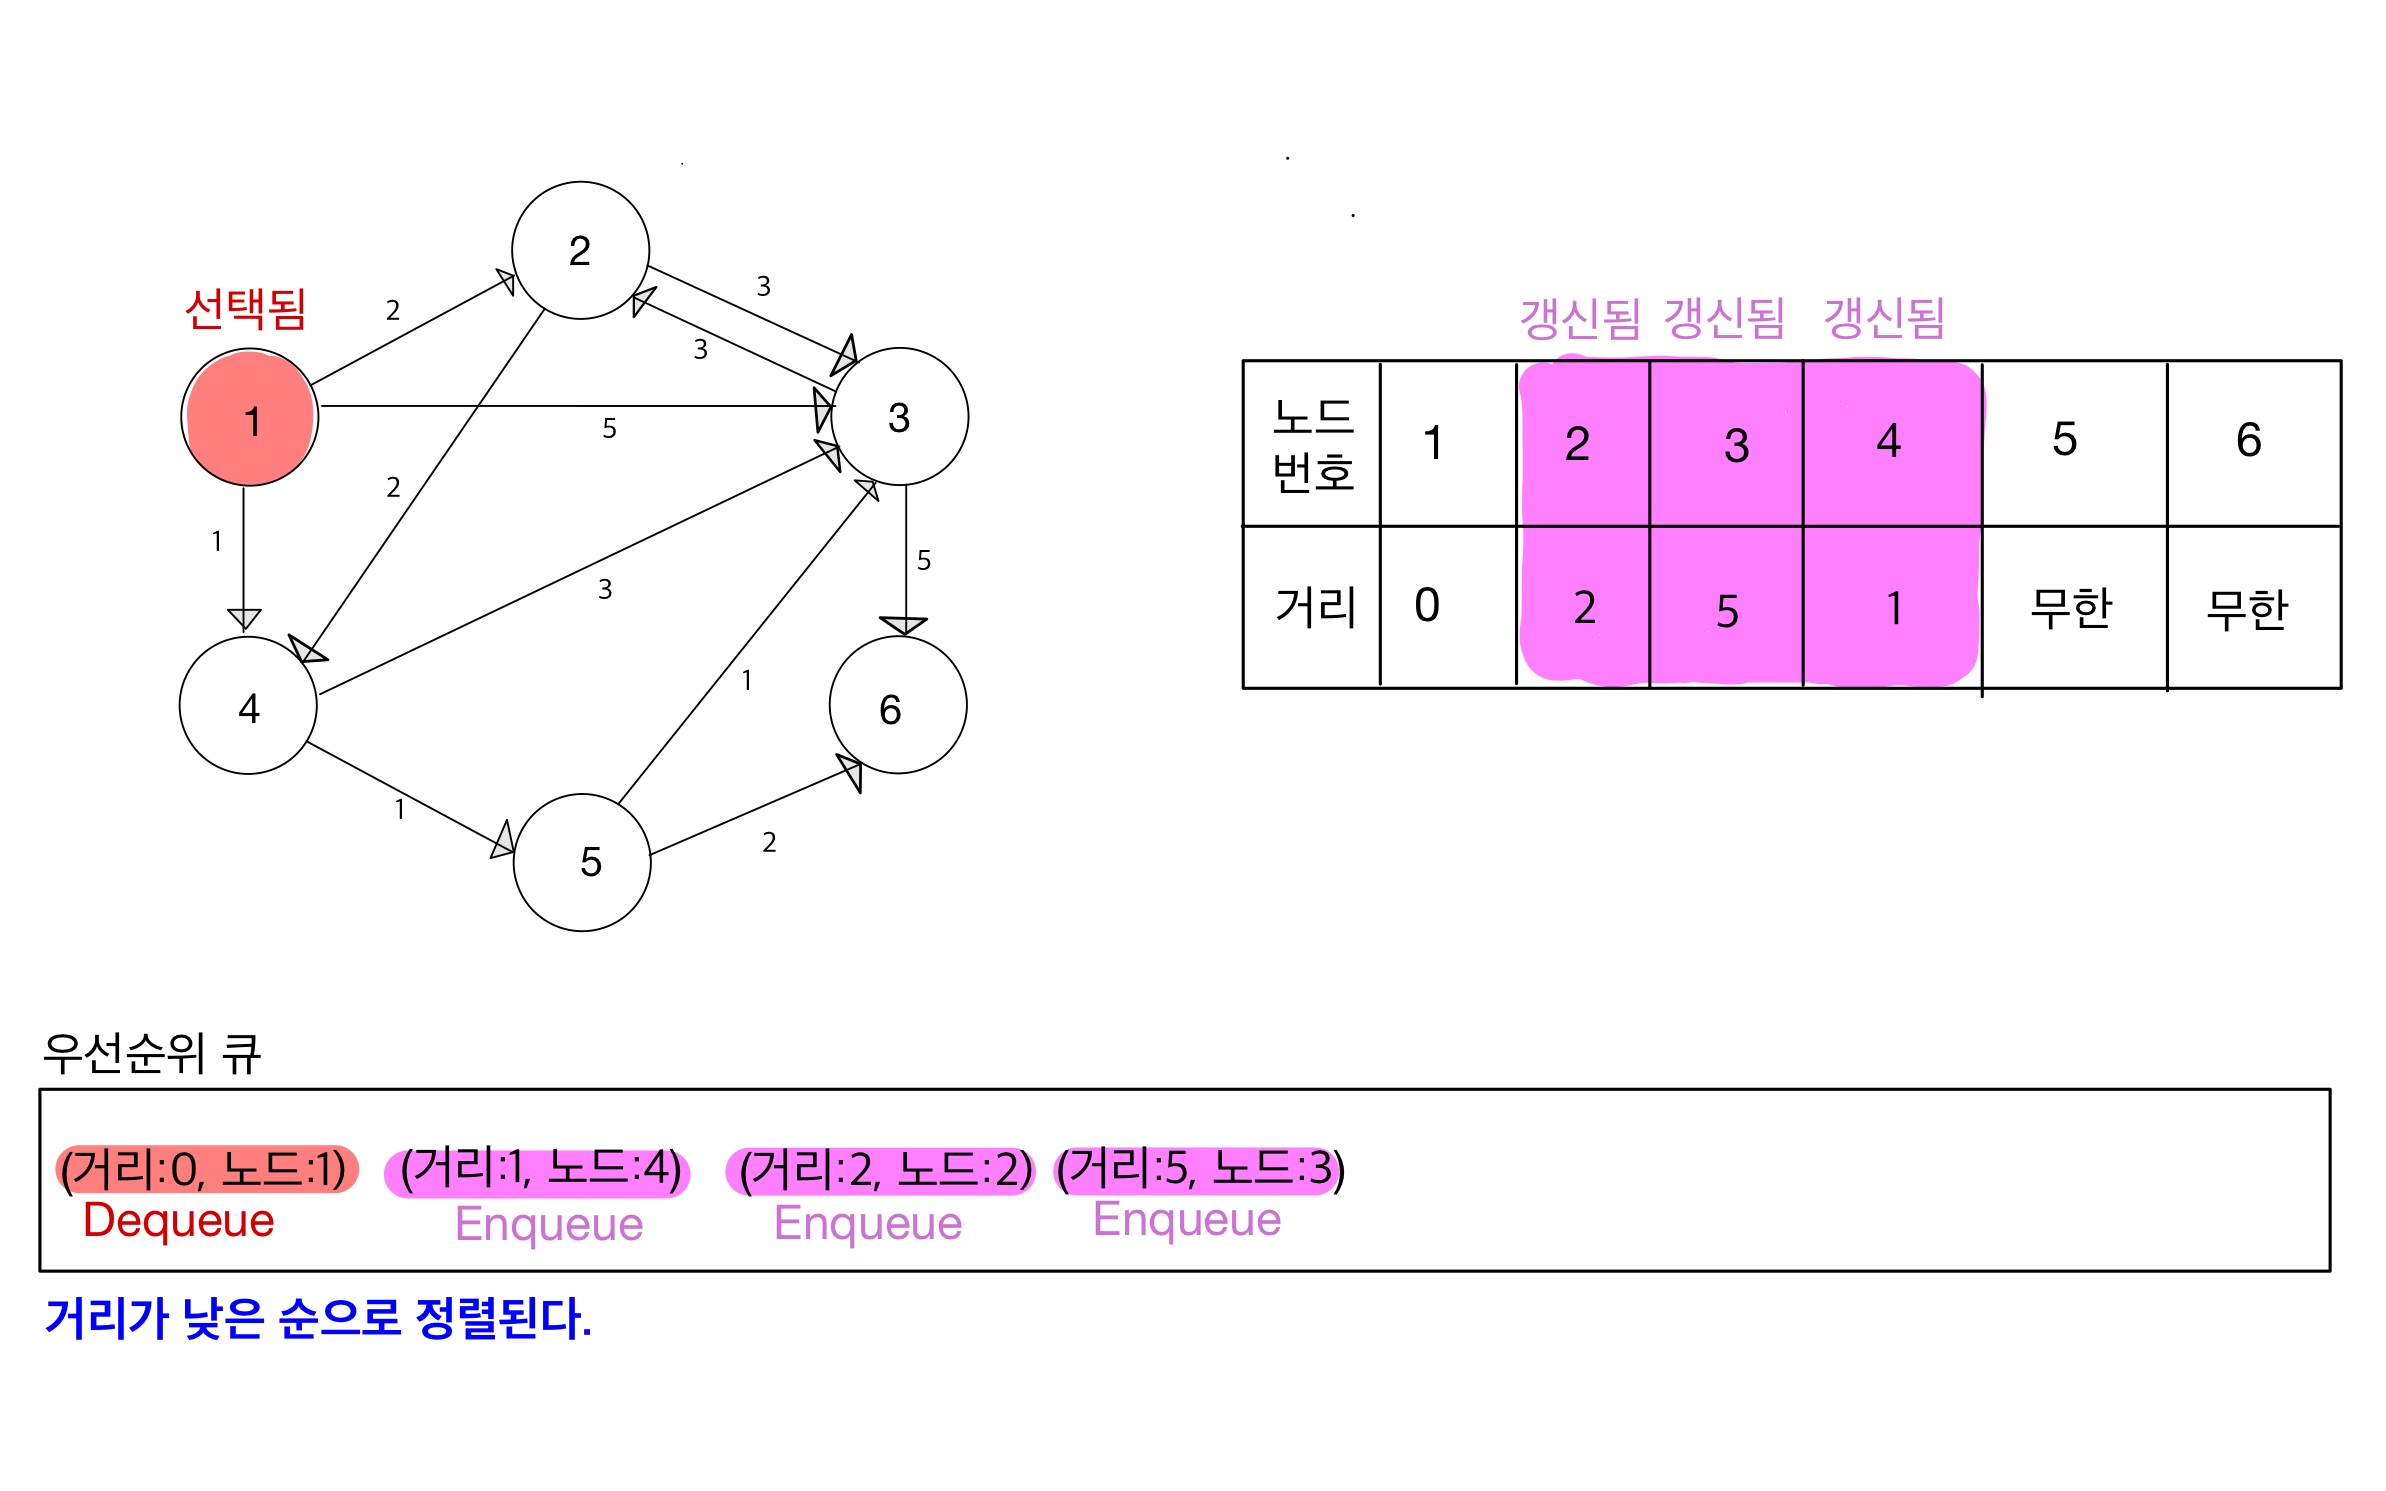 2
3
선택됨
2
3
1
5
3
2
1
3
5
4
1
6
1
5
2
갱신됨 갱신됨 갱신됨
노드
번호 1 2 3 4 5 6
거리 0 2 5 1 무한 무한
우선순위 큐
(거리:0, 노드:1) (거리:1, 노드:4) (거리:2, 노드:2) (거리:5, 노드:3)
Dequeue Enqueue Enqueue Enqueue
거리가 낮은 순으로 정렬된다.